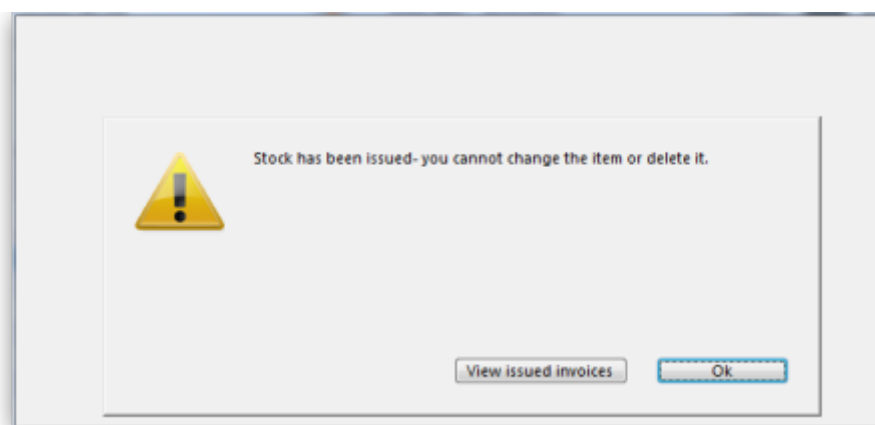 Stock has been issued- you cannot change the item or delete it.
View issued invoices
Ok